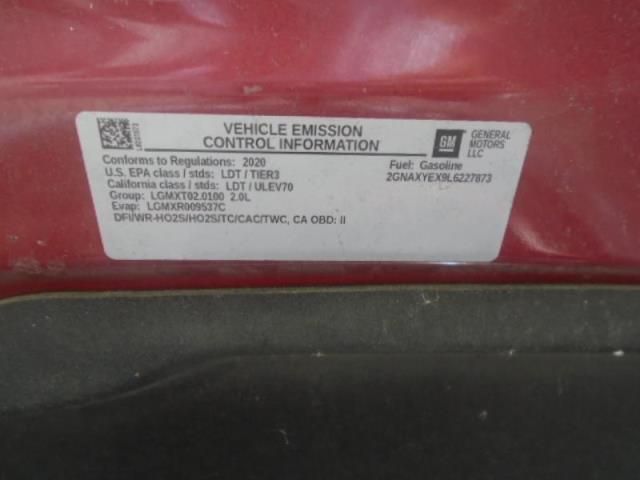 VEHICLE EMISSION
CONTROL INFORMATION
GM
GENERAL
MOTORS
LLC
Conforms to Regulations: 2020
Fuel: Gasoline
U.S. EPA class / stds: LDT / TIER3
2GNAXYEX9L6227873
California class / stds: LDT / ULEV70
Group: LGMXT02.0100 2.0L
Evap: LGMXR009537C
DFI/WR-HO2S/HO2S/TC/CAC/TWC, CA OBD: II